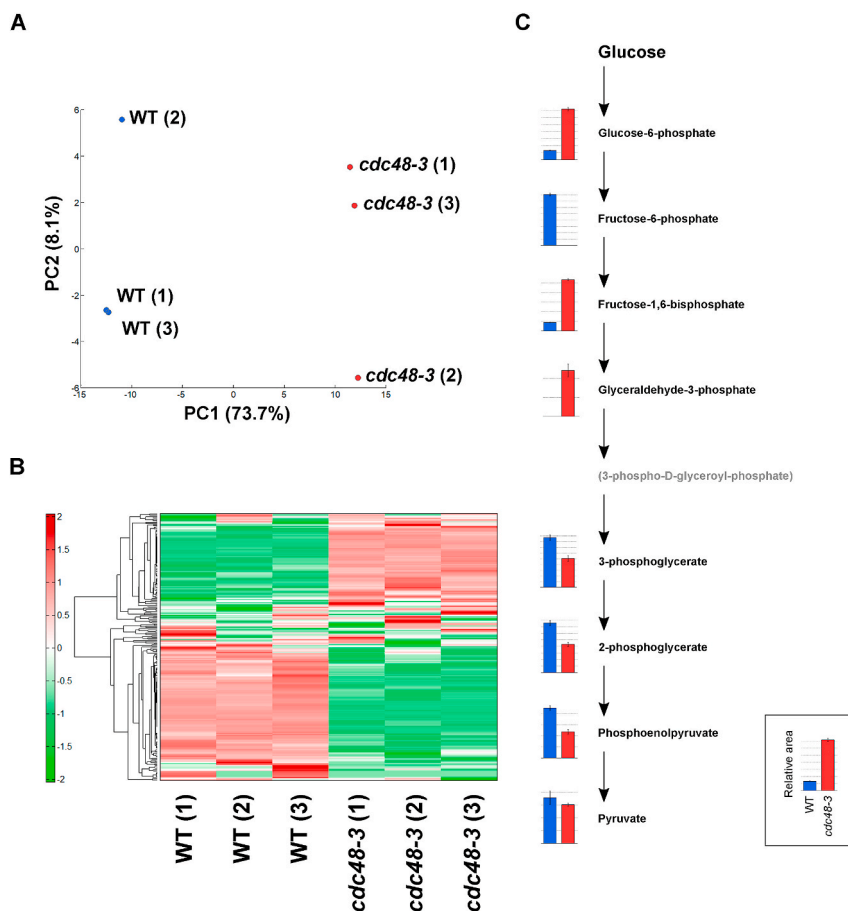 A
6
4
2
0
-2
-4
-6
-15
-10
-5
0
5
10
15
PC2 (8.1%)
PC1 (73.7%)
WT (2)
cdc48-3 (1)
cdc48-3 (3)
WT (1)
WT (3)
cdc48-3 (2)
B
2
1.5
1
0.5
0
-0.5
-1
-1.5
-2
WT (1)
WT (2)
WT (3)
cdc48-3 (1)
cdc48-3 (2)
cdc48-3 (3)
C
Glucose
Glucose-6-phosphate
Fructose-6-phosphate
Fructose-1,6-bisphosphate
Glyceraldehyde-3-phosphate
(3-phospho-D-glyceroyl-phosphate)
3-phosphoglycerate
2-phosphoglycerate
Phosphoenolpyruvate
Pyruvate
Relative area
WT
cdc48-3